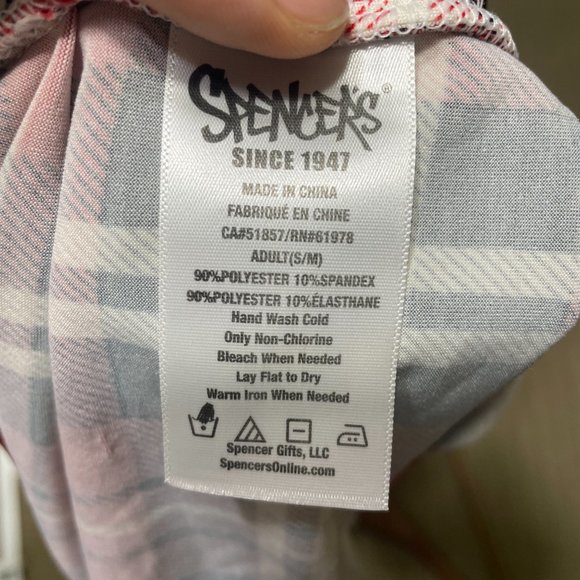 SPENCER'S®
SINCE 1947
MADE IN CHINA
FABRIQUÉ EN CHINE
CA#51857/RN#61978
ADULT(S/M)
90%POLYESTER 10%SPANDEX
90%POLYESTER 10%ÉLASTHANE
Hand Wash Cold
Only Non-Chlorine
Bleach When Needed
Lay Flat to Dry
Warm Iron When Needed
Spencer Gifts, LLC
SpencersOnline.com